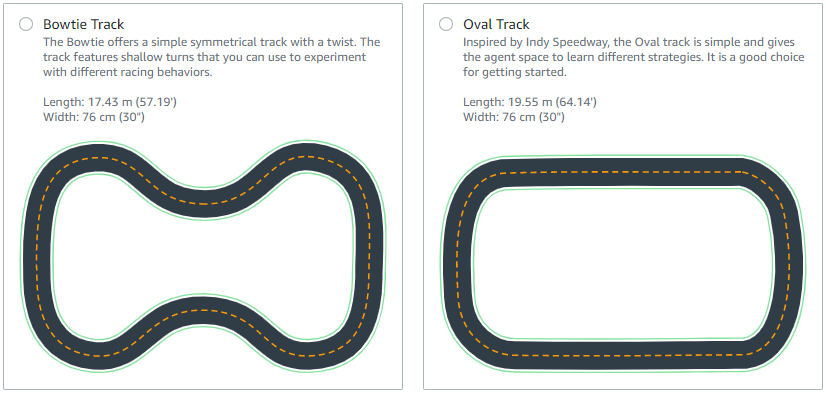 Bowtie Track
The Bowtie offers a simple symmetrical track with a twist. The
track features shallow turns that you can use to experiment
with different racing behaviors.
Length: 17.43 m (57.19')
Width: 76 cm (30")
Oval Track
Inspired by Indy Speedway, the Oval track is simple and gives
the agent space to learn different strategies. It is a good choice
for getting started.
Length: 19.55 m (64.14')
Width: 76 cm (30")